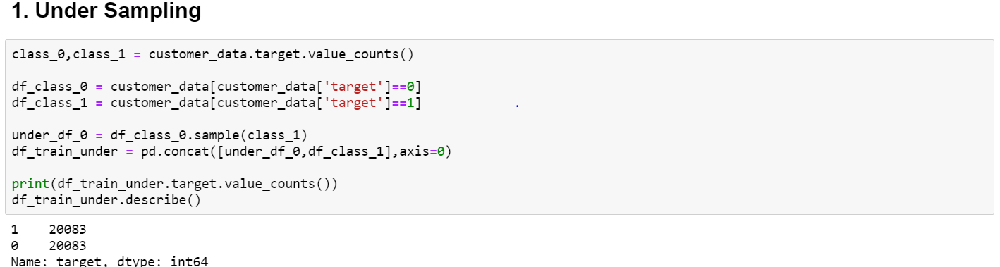 1. Under Sampling
class_0,class_1 = customer_data.target.value_counts()
df_class_0 = customer_data[customer_data['target']==0]
df_class_1 = customer_data[customer_data['target']==1]
under_df_0 = df_class_0.sample(class_1)
df_train_under = pd.concat([under_df_0,df_class_1],axis=0)
print(df_train_under.target.value_counts())
df_train_under.describe()
1    20083
0    20083
Name: target, dtype: int64